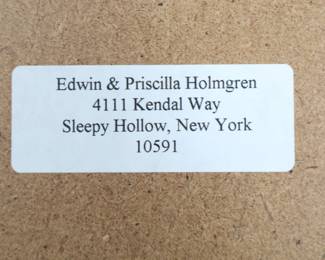 Edwin & Priscilla Holmgren
4111 Kendal Way
Sleepy Hollow, New York
10591